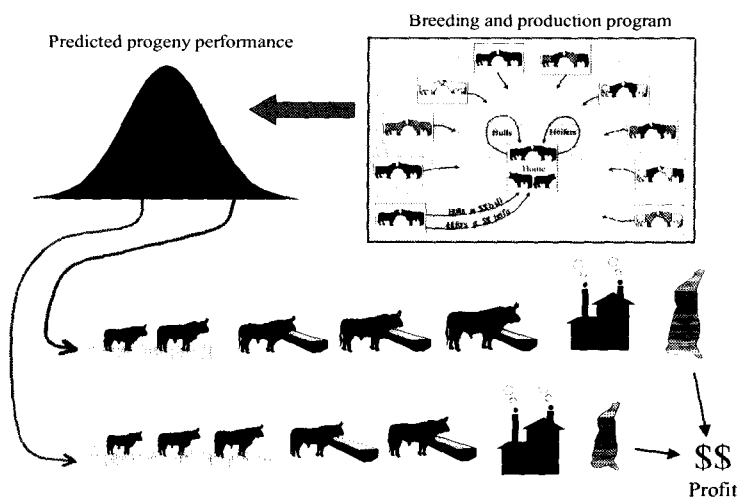 Breeding and production program
Predicted progeny performance
Bulls
Heifers
Home
$$
Profit